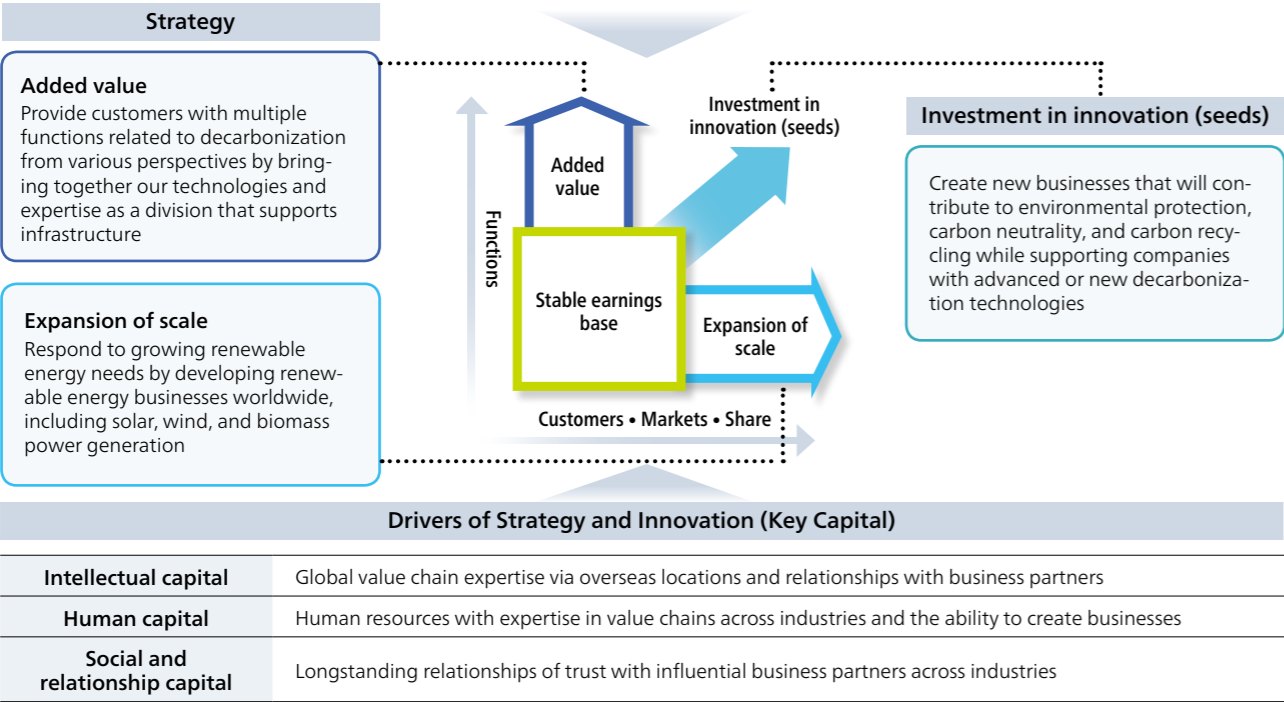 Strategy
Added value
Provide customers with multiple
functions related to decarbonization
from various perspectives by bring-
ing together our technologies and
expertise as a division that supports
infrastructure
Expansion of scale
Respond to growing renewable
energy needs by developing renew-
able energy businesses worldwide,
including solar, wind, and biomass
power generation
Functions
Added
value
Investment in
innovation (seeds)
Stable earnings
base
Expansion of
scale
Customers • Markets • Share
Investment in innovation (seeds)
Create new businesses that will con-
tribute to environmental protection,
carbon neutrality, and carbon recy-
cling while supporting companies
with advanced or new decarboniza-
tion technologies
Drivers of Strategy and Innovation (Key Capital)
Intellectual capital
Global value chain expertise via overseas locations and relationships with business partners
Human capital
Human resources with expertise in value chains across industries and the ability to create businesses
Social and
relationship capital
Longstanding relationships of trust with influential business partners across industries